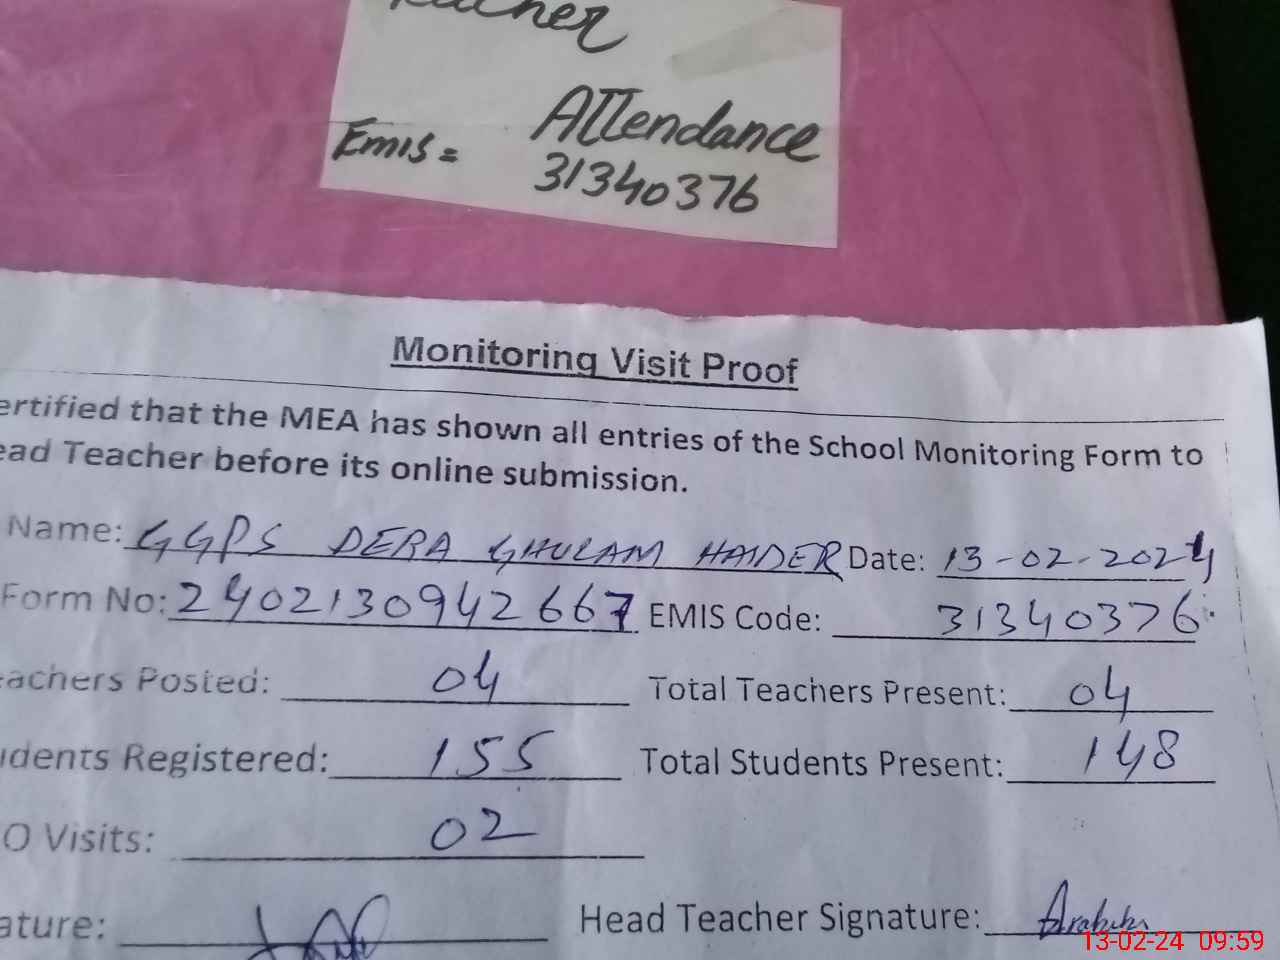 Attendance
Emis = 31340376
Monitoring Visit Proof
ertified that the MEA has shown all entries of the School Monitoring Form to
ead Teacher before its online submission.
Name: GGPS DERA GHULAM HAIDER Date: 13-02-2024
Form No: 2402130942667 EMIS Code: 31340376
eachers Posted: 04 Total Teachers Present: 04
udents Registered: 155 Total Students Present: 148
O Visits: 02
ature: Head Teacher Signature:
13-02-24 09:59